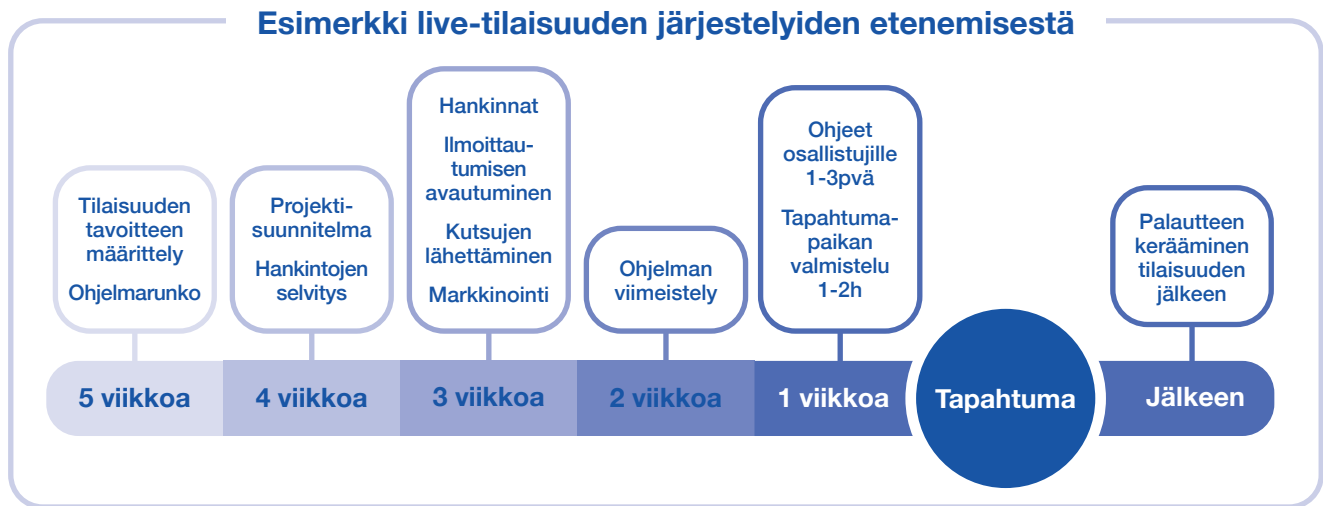 Esimerkki live-tilaisuuden järjestelyiden etenemisestä
Tilaisuuden
tavoitteen
määrittely
Ohjelmarunko
Projekti-
suunnitelma
Hankintojen
selvitys
Hankinnat
Ilmoittau-
tumisen
avautuminen
Kutsujen
lähettäminen
Markkinointi
Ohjelman
viimeistely
Ohjeet
osallistujille
1-3pvä
Tapahtuma-
paikan
valmistelu
1-2h
Palautteen
kerääminen
tilaisuuden
jälkeen
5 viikkoa
4 viikkoa
3 viikkoa
2 viikkoa
1 viikkoa
Tapahtuma
Jälkeen